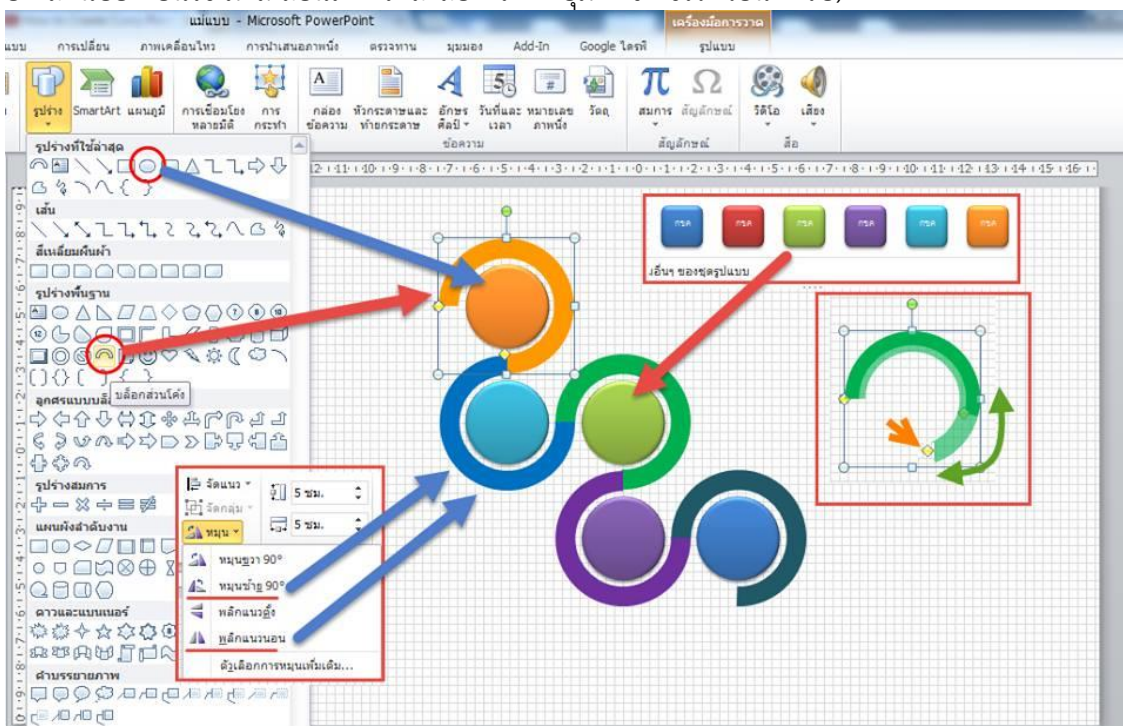 แม่แบบ - Microsoft PowerPoint
เครื่องมือการวาด
การเปลี่ยน ภาพเคลื่อนไหว การนำเสนอภาพนิ่ง ตรวจทาน มุมมอง Add-In Google ไดรฟ์ รูปแบบ
รูปร่าง SmartArt แผนภูมิ การเชื่อมโยงหลายมิติ การกระทำ กล่องข้อความ หัวกระดาษและท้ายกระดาษ อักษรศิลป์ วันที่และเวลา หมายเลขภาพนิ่ง วัตถุ สมการ สัญลักษณ์ วิดีโอ เสียง
ข้อความ สัญลักษณ์ สื่อ
รูปร่างที่ใช้ล่าสุด
เส้น
สี่เหลี่ยมผืนผ้า
รูปร่างพื้นฐาน
บล็อกส่วนโค้ง
รูปร่างสมการ
แผนผังลำดับงาน
ดาวและแบนเนอร์
คำบรรยายภาพ
จัดแนว
จัดกลุ่ม
หมุน
5 ซม.
5 ซม.
หมุนขวา 90°
หมุนซ้าย 90°
พลิกแนวตั้ง
พลิกแนวนอน
ตัวเลือกการหมุนเพิ่มเติม...
กรด กรด กรด กรด กรด กรด
อื่นๆ ของชุดรูปแบบ